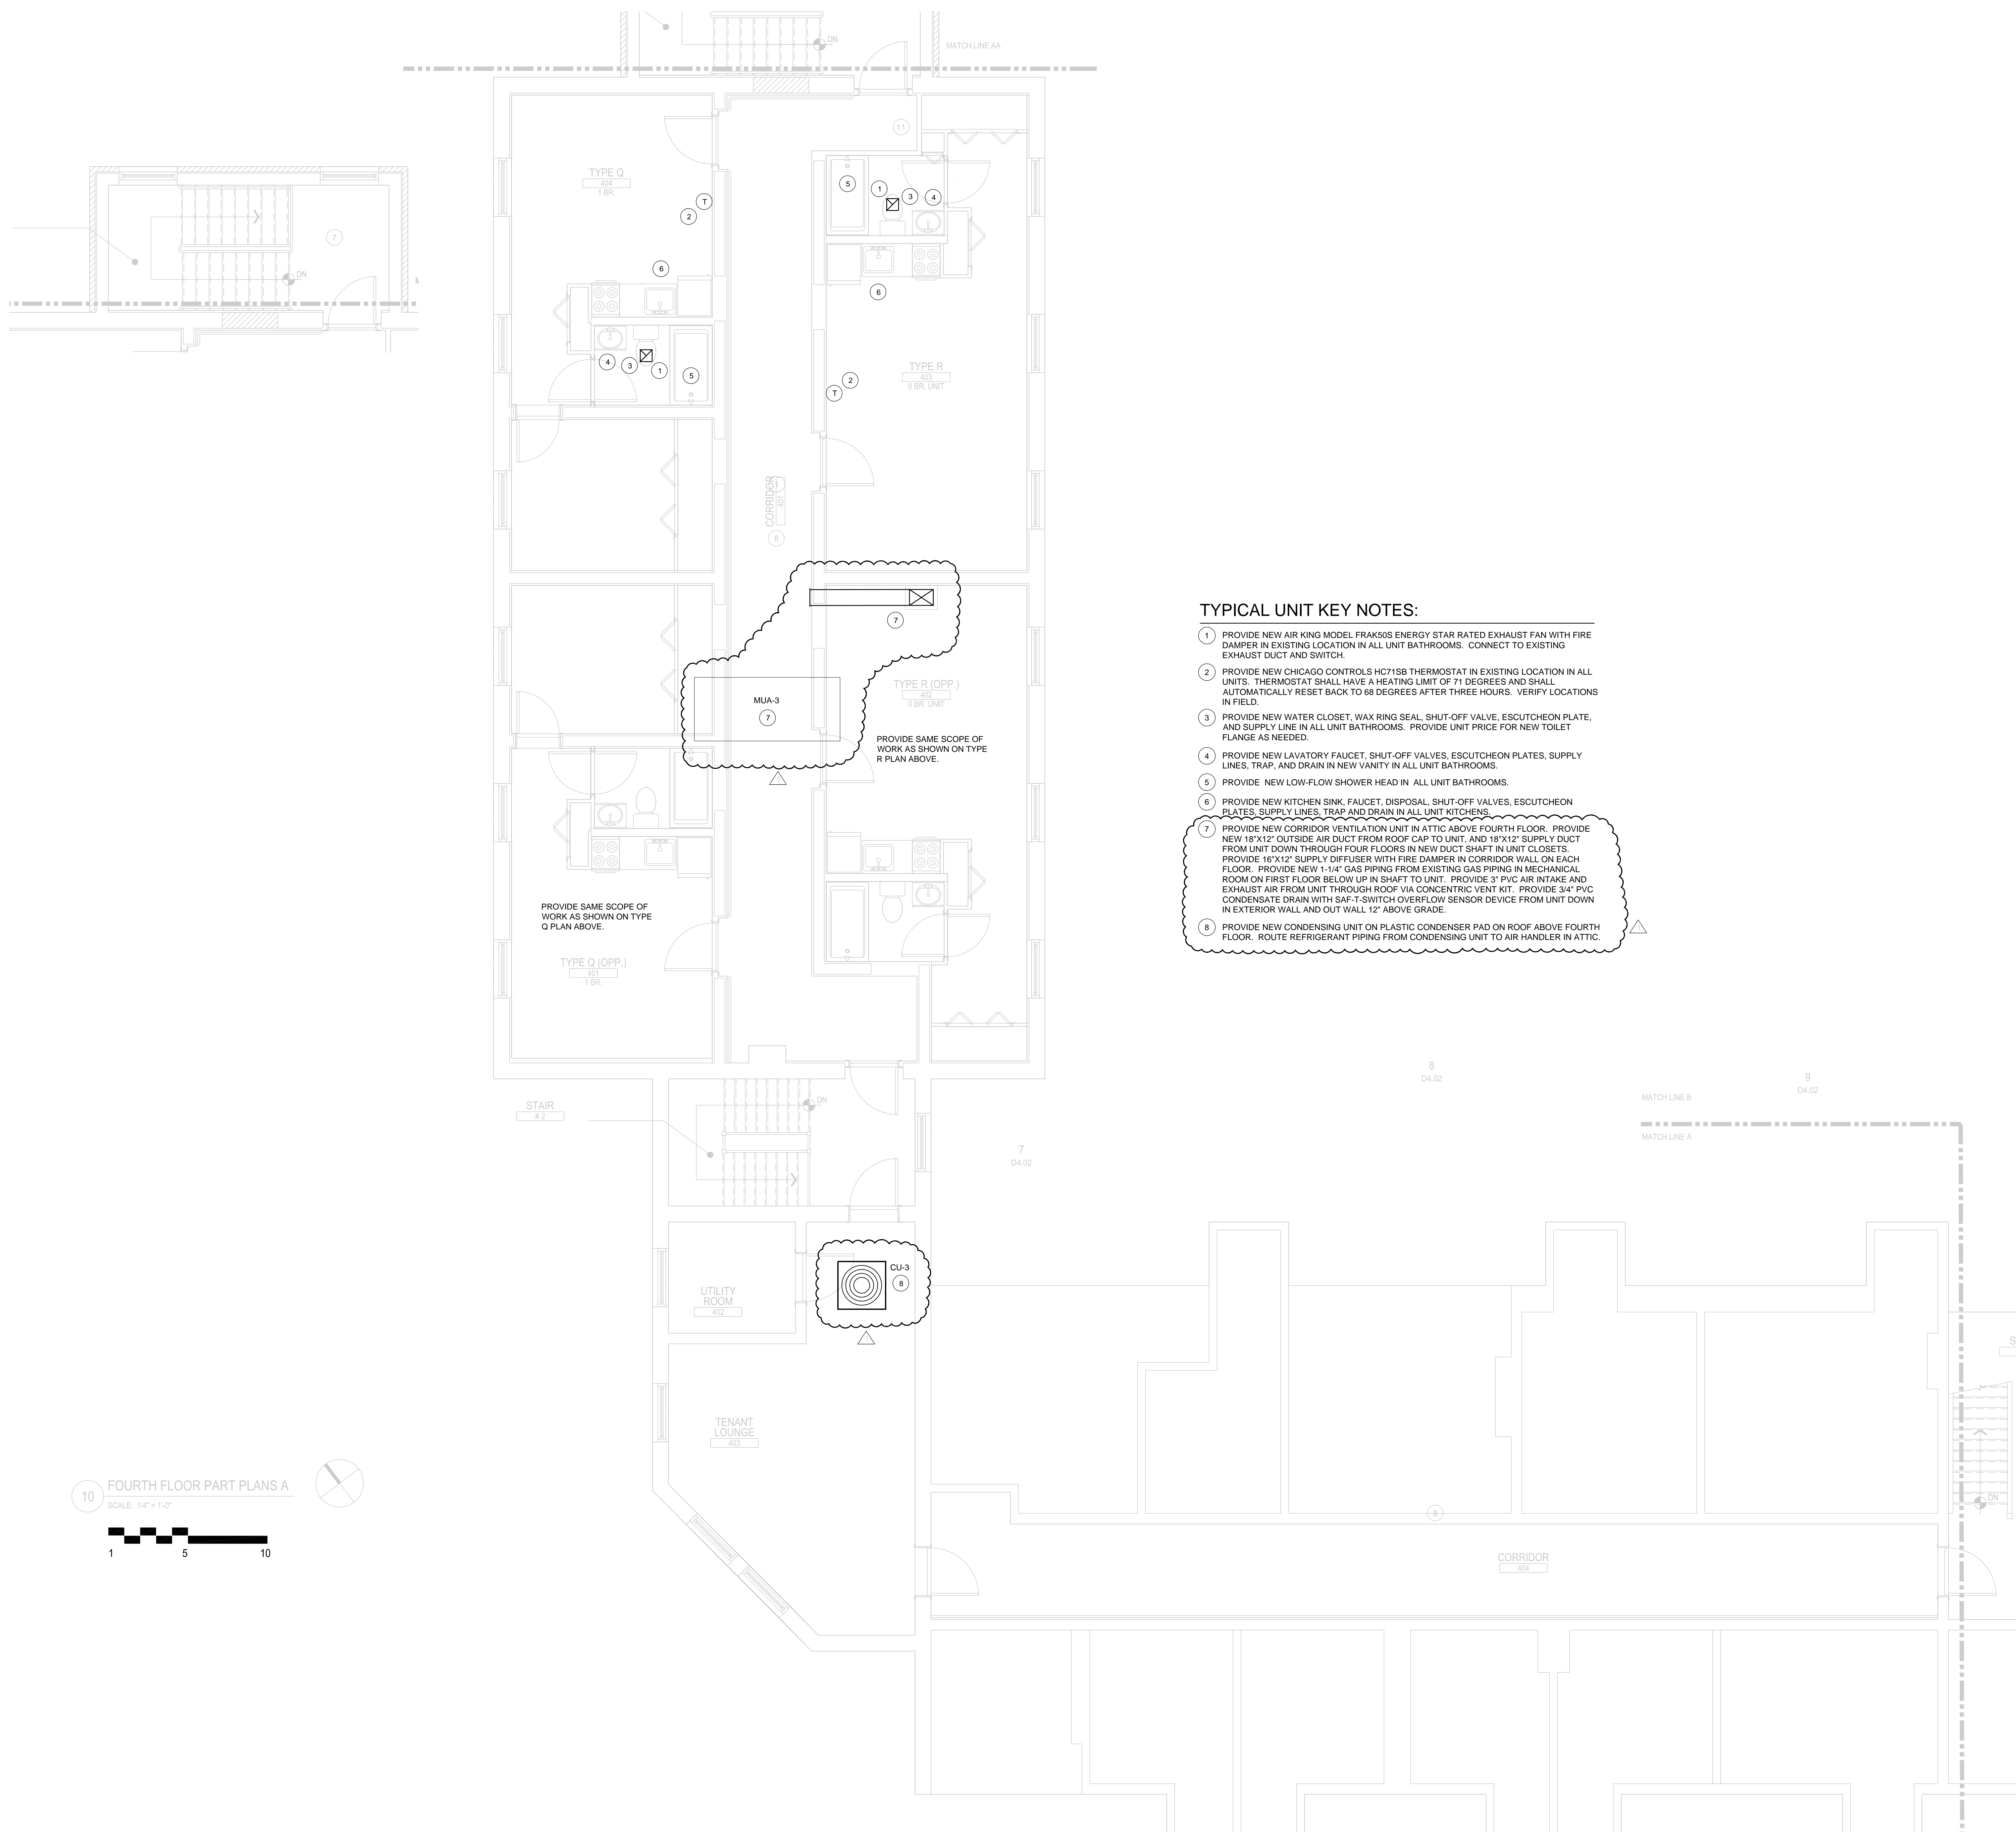 MATCH LINE AA
DN
11
TYPE Q
404
1 BR.
T
2
6
4
3
1
5
5
1
3
4
6
TYPE R
403
0 BR. UNIT
2
T
7
DN
CORRIDOR
401
8
7
MUA-3
7
TYPE R (OPP.)
402
0 BR. UNIT
PROVIDE SAME SCOPE OF
WORK AS SHOWN ON TYPE
R PLAN ABOVE.
PROVIDE SAME SCOPE OF
WORK AS SHOWN ON TYPE
Q PLAN ABOVE.
TYPE Q (OPP.)
401
1 BR.
TYPICAL UNIT KEY NOTES:
1 PROVIDE NEW AIR KING MODEL FRAK50S ENERGY STAR RATED EXHAUST FAN WITH FIRE
DAMPER IN EXISTING LOCATION IN ALL UNIT BATHROOMS. CONNECT TO EXISTING
EXHAUST DUCT AND SWITCH.
2 PROVIDE NEW CHICAGO CONTROLS HC71SB THERMOSTAT IN EXISTING LOCATION IN ALL
UNITS. THERMOSTAT SHALL HAVE A HEATING LIMIT OF 71 DEGREES AND SHALL
AUTOMATICALLY RESET BACK TO 68 DEGREES AFTER THREE HOURS. VERIFY LOCATIONS
IN FIELD.
3 PROVIDE NEW WATER CLOSET, WAX RING SEAL, SHUT-OFF VALVE, ESCUTCHEON PLATE,
AND SUPPLY LINE IN ALL UNIT BATHROOMS. PROVIDE UNIT PRICE FOR NEW TOILET
FLANGE AS NEEDED.
4 PROVIDE NEW LAVATORY FAUCET, SHUT-OFF VALVES, ESCUTCHEON PLATES, SUPPLY
LINES, TRAP, AND DRAIN IN NEW VANITY IN ALL UNIT BATHROOMS.
5 PROVIDE NEW LOW-FLOW SHOWER HEAD IN ALL UNIT BATHROOMS.
6 PROVIDE NEW KITCHEN SINK, FAUCET, DISPOSAL, SHUT-OFF VALVES, ESCUTCHEON
PLATES, SUPPLY LINES, TRAP AND DRAIN IN ALL UNIT KITCHENS.
7 PROVIDE NEW CORRIDOR VENTILATION UNIT IN ATTIC ABOVE FOURTH FLOOR. PROVIDE
NEW 18"X12" OUTSIDE AIR DUCT FROM ROOF CAP TO UNIT, AND 18"X12" SUPPLY DUCT
FROM UNIT DOWN THROUGH FOUR FLOORS IN NEW DUCT SHAFT IN UNIT CLOSETS.
PROVIDE 16"X12" SUPPLY DIFFUSER WITH FIRE DAMPER IN CORRIDOR WALL ON EACH
FLOOR. PROVIDE NEW 1-1/4" GAS PIPING FROM EXISTING GAS PIPING IN MECHANICAL
ROOM ON FIRST FLOOR BELOW UP IN SHAFT TO UNIT. PROVIDE 3" PVC AIR INTAKE AND
EXHAUST AIR FROM UNIT THROUGH ROOF VIA CONCENTRIC VENT KIT. PROVIDE 3/4" PVC
CONDENSATE DRAIN WITH SAF-T-SWITCH OVERFLOW SENSOR DEVICE FROM UNIT DOWN
IN EXTERIOR WALL AND OUT WALL 12" ABOVE GRADE.
8 PROVIDE NEW CONDENSING UNIT ON PLASTIC CONDENSER PAD ON ROOF ABOVE FOURTH
FLOOR. ROUTE REFRIGERANT PIPING FROM CONDENSING UNIT TO AIR HANDLER IN ATTIC.
8
D4.02
9
D4.02
MATCH LINE B
MATCH LINE A
STAIR
# 2
DN
7
D4.02
CU-3
8
UTILITY
ROOM
402
TENANT
LOUNGE
403
8
CORRIDOR
404
DN
10 FOURTH FLOOR PART PLANS A
SCALE: 1/4" = 1'-0"
1 5 10